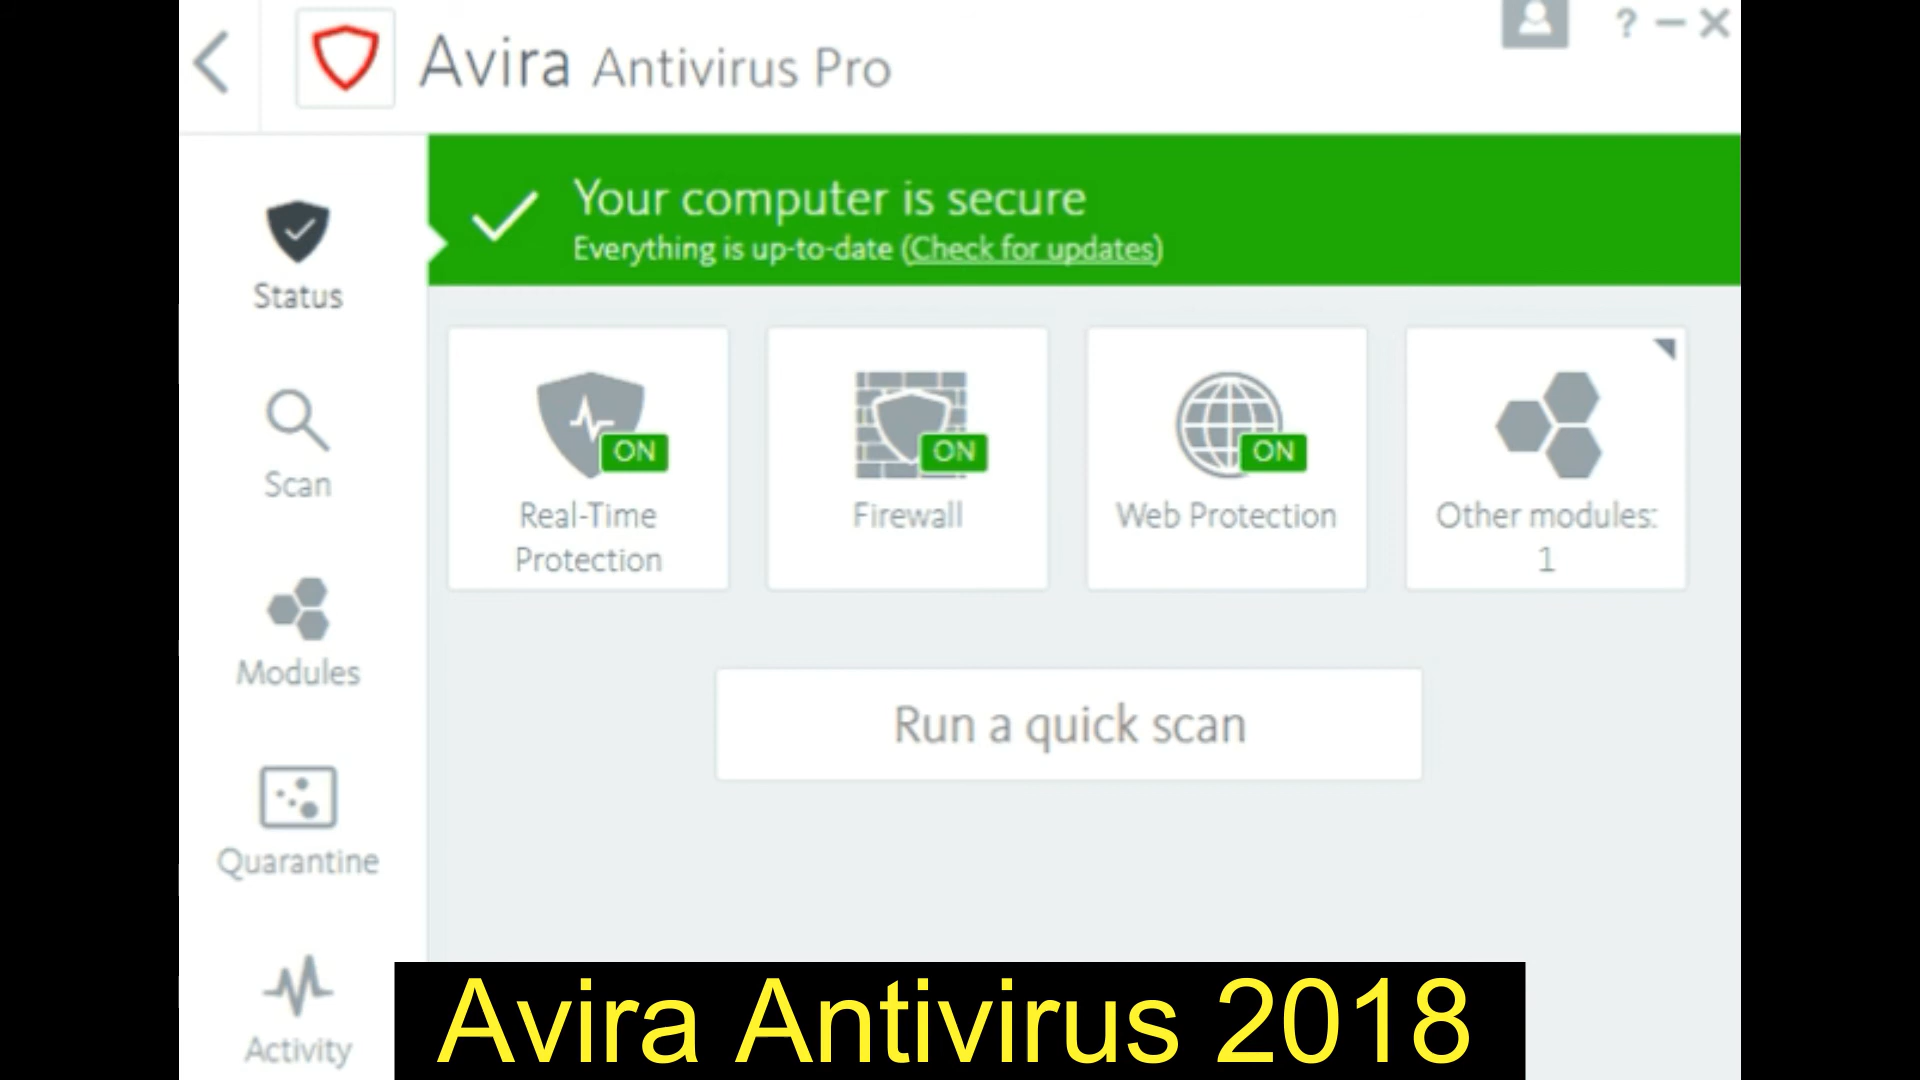 Avira Antivirus Pro
?
Your computer is secure
Everything is up-to-date (Check for updates)
Status
Scan
Modules
Quarantine
Activity
ON
Real-Time
Protection
ON
Firewall
ON
Web Protection
Other modules:
1
Run a quick scan
Avira Antivirus 2018